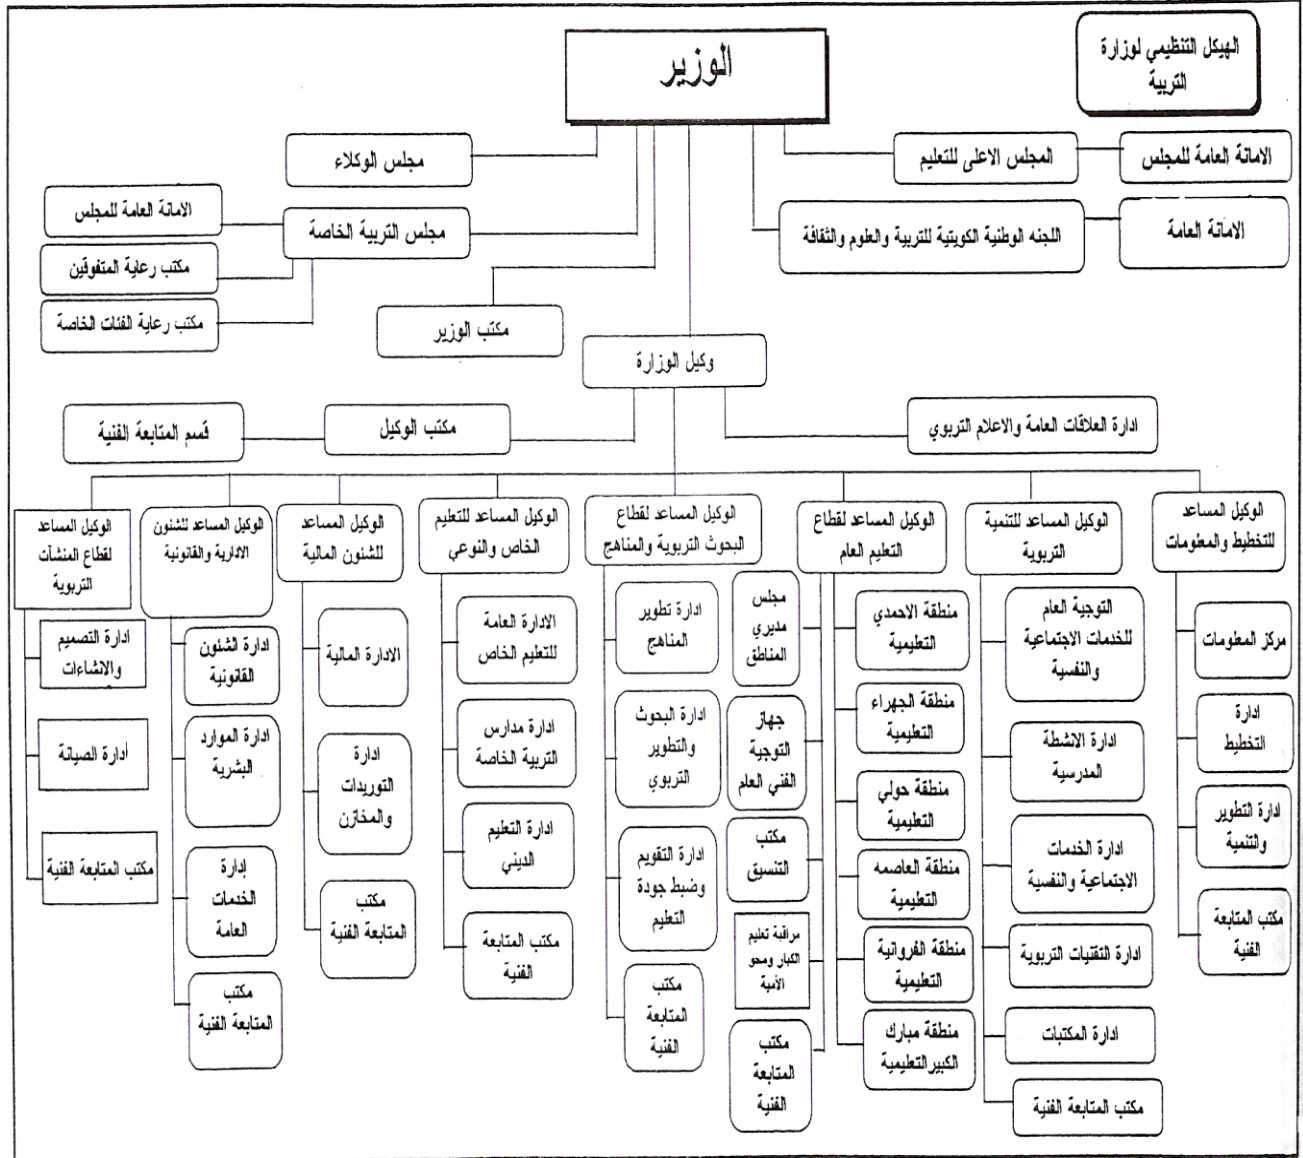 الهيكل التنظيمي لوزارة
التربية
الوزير
الامانة العامة للمجلس
المجلس الاعلى للتعليم
مجلس الوكلاء
الامانة العامة
اللجنه الوطنية الكويتية للتربية والعلوم والثقافة
مجلس التربية الخاصة
الامانة العامة للمجلس
مكتب رعاية المتفوقين
مكتب رعاية الفئات الخاصة
مكتب الوزير
وكيل الوزارة
ادارة العلاقات العامة والاعلام التربوي
مكتب الوكيل
قسم المتابعة الفنية
الوكيل المساعد
للتخطيط والمعلومات
مركز المعلومات
ادارة
التخطيط
ادارة التطوير
والتنمية
مكتب المتابعة
الفنية
الوكيل المساعد للتنمية
التربوية
التوجية العام
للخدمات الاجتماعية
والنفسية
ادارة الانشطة
المدرسية
ادارة الخدمات
الاجتماعية والنفسية
ادارة التقنيات التربوية
ادارة المكتبات
مكتب المتابعة الفنية
الوكيل المساعد لقطاع
التعليم العام
منطقة الاحمدي
التعليمية
منطقة الجهراء
التعليمية
منطقة حولي
التعليمية
منطقة العاصمه
التعليمية
منطقة الفروانية
التعليمية
منطقة مبارك
الكبيرالتعليمية
مجلس
مديري
المناطق
جهاز
التوجية
الفني العام
مكتب
التنسيق
مراقبة تعليم
الكبار ومحو
الأمية
مكتب
المتابعة
الفنية
الوكيل المساعد لقطاع
البحوث التربوية والمناهج
ادارة تطوير
المناهج
ادارة البحوث
والتطوير
التربوي
ادارة التقويم
وضبط جودة
التعليم
مكتب
المتابعة
الفنية
الوكيل المساعد للتعليم
الخاص والنوعي
الادارة العامة
للتعليم الخاص
ادارة مدارس
التربية الخاصة
ادارة التعليم
الديني
مكتب المتابعة
الفنية
الوكيل المساعد
للشئون المالية
الادارة المالية
ادارة
التوريدات
والمخازن
مكتب
المتابعة الفنية
الوكيل المساعد للشئون
الادارية والقانونية
ادارة الشئون
القانونية
ادارة الموارد
البشرية
إدارة
الخدمات
العامة
مكتب
المتابعة الفنية
الوكيل المساعد
لقطاع المنشآت
التربوية
ادارة التصميم
والانشاءات
أدارة الصيانة
مكتب المتابعة الفنية